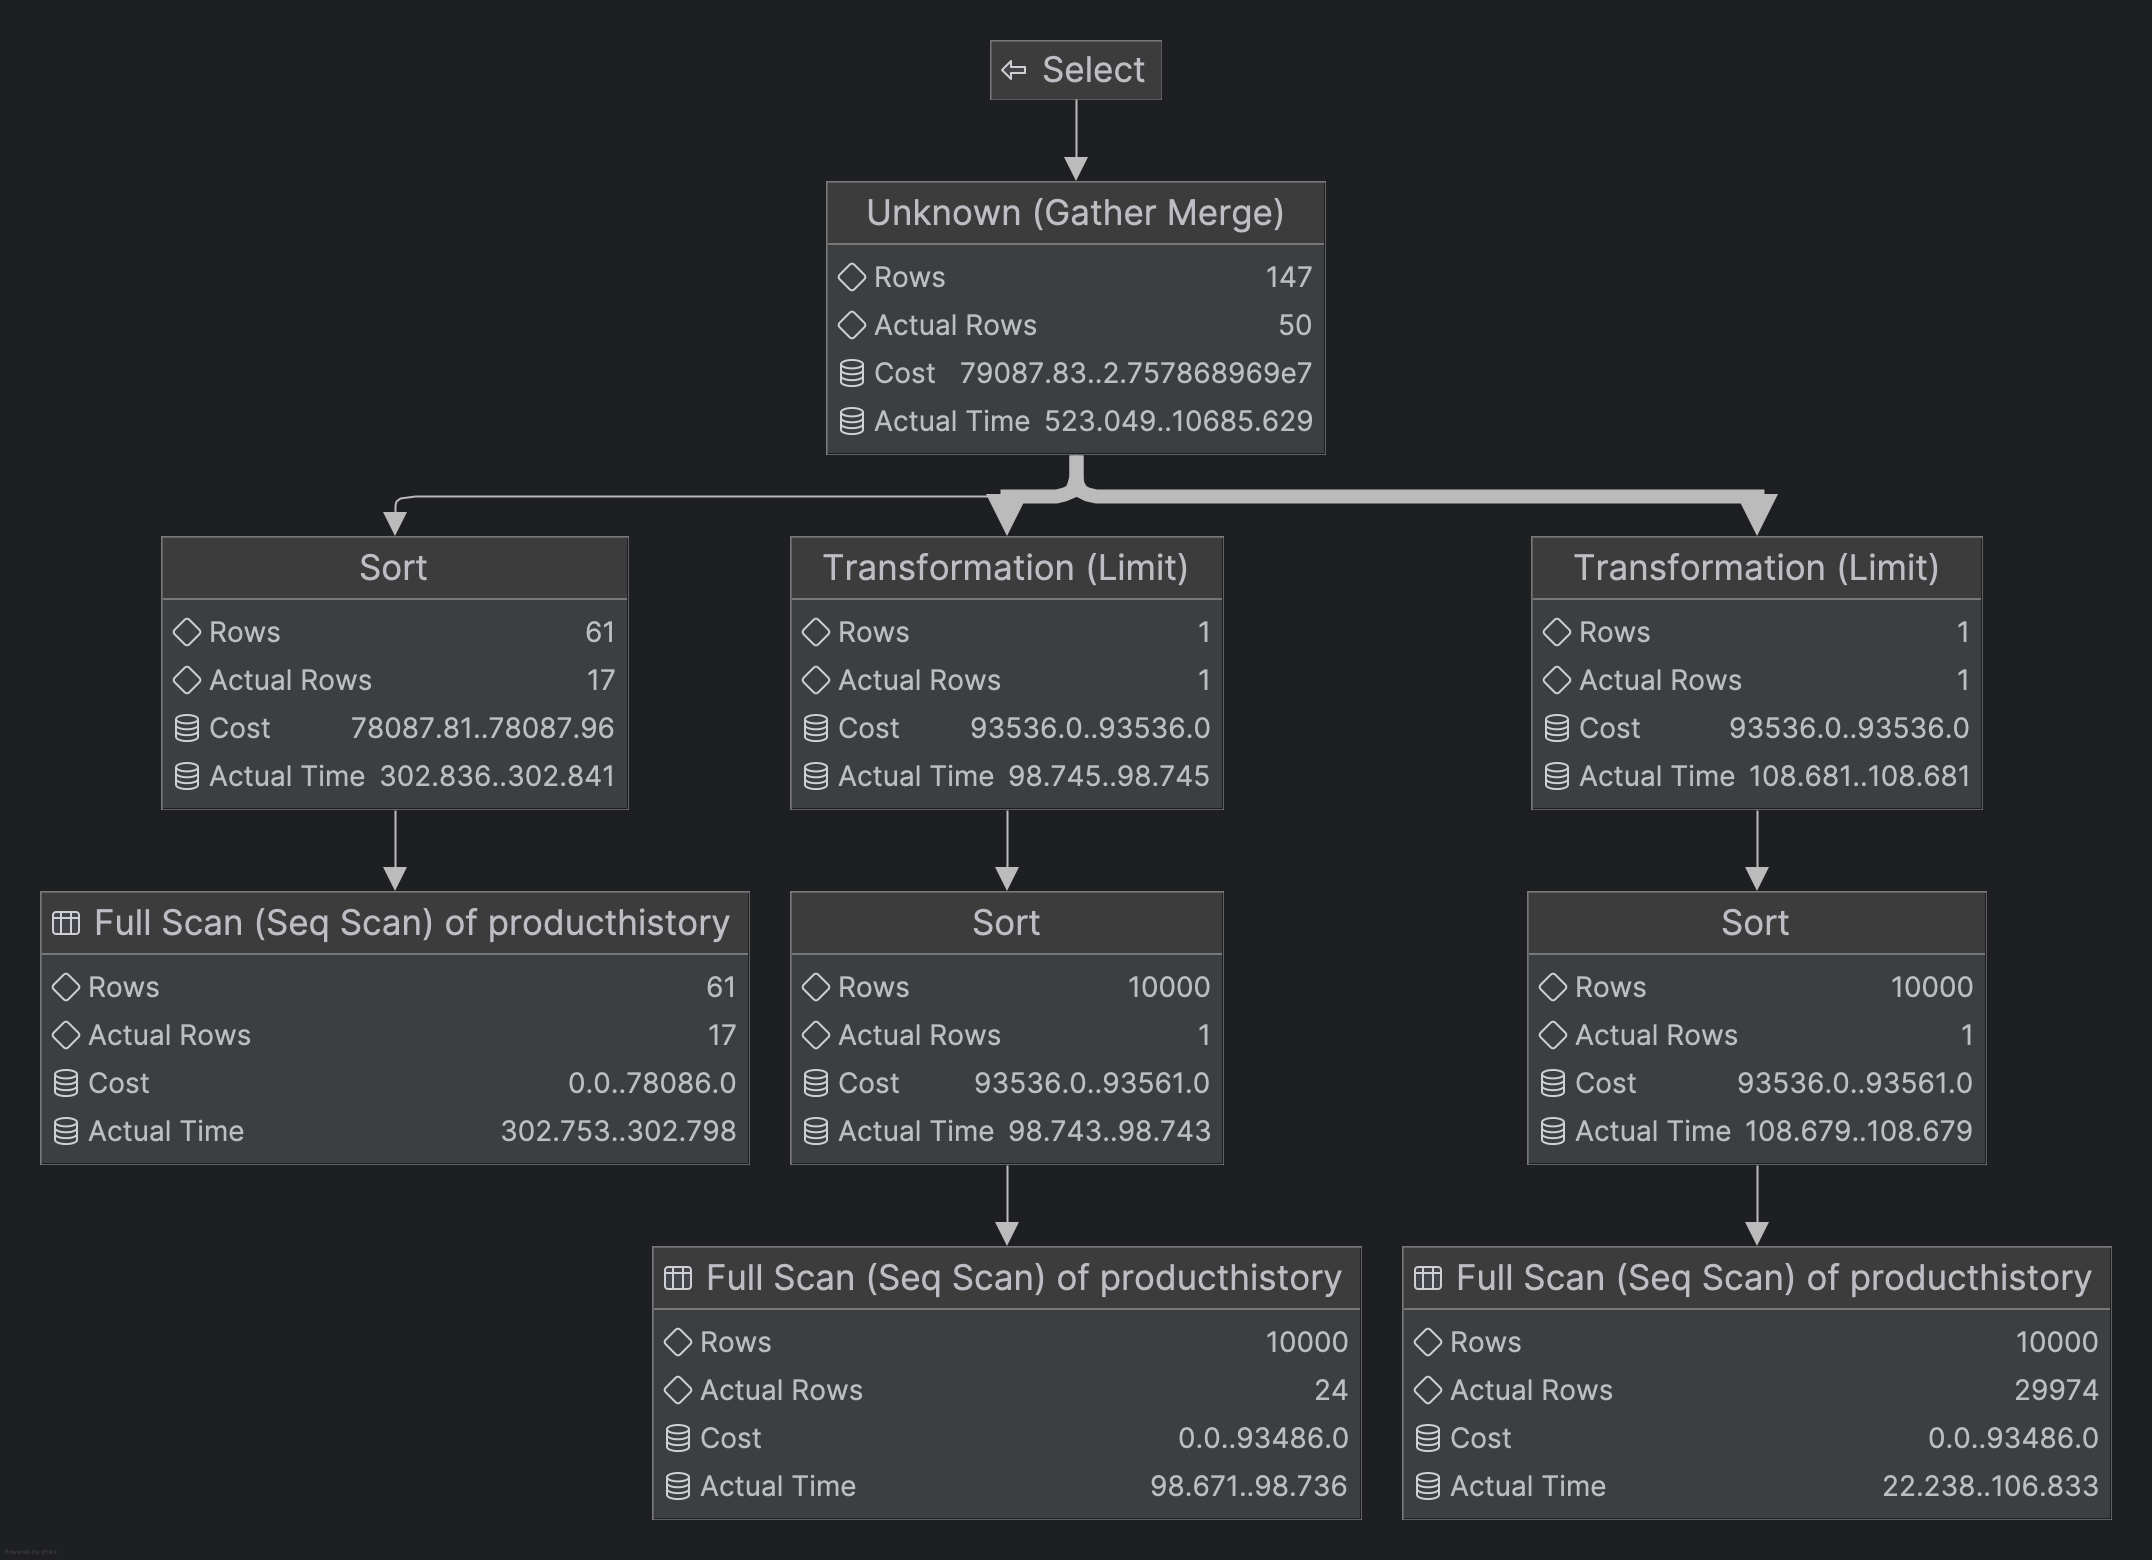 Select
Unknown (Gather Merge)
Rows 147
Actual Rows 50
Cost 79087.83..2.757868969e7
Actual Time 523.049..10685.629
Sort
Rows 61
Actual Rows 17
Cost 78087.81..78087.96
Actual Time 302.836..302.841
Transformation (Limit)
Rows 1
Actual Rows 1
Cost 93536.0..93536.0
Actual Time 98.745..98.745
Transformation (Limit)
Rows 1
Actual Rows 1
Cost 93536.0..93536.0
Actual Time 108.681..108.681
Full Scan (Seq Scan) of producthistory
Rows 61
Actual Rows 17
Cost 0.0..78086.0
Actual Time 302.753..302.798
Sort
Rows 10000
Actual Rows 1
Cost 93536.0..93561.0
Actual Time 98.743..98.743
Sort
Rows 10000
Actual Rows 1
Cost 93536.0..93561.0
Actual Time 108.679..108.679
Full Scan (Seq Scan) of producthistory
Rows 10000
Actual Rows 24
Cost 0.0..93486.0
Actual Time 98.671..98.736
Full Scan (Seq Scan) of producthistory
Rows 10000
Actual Rows 29974
Cost 0.0..93486.0
Actual Time 22.238..106.833
Powered by yFiles